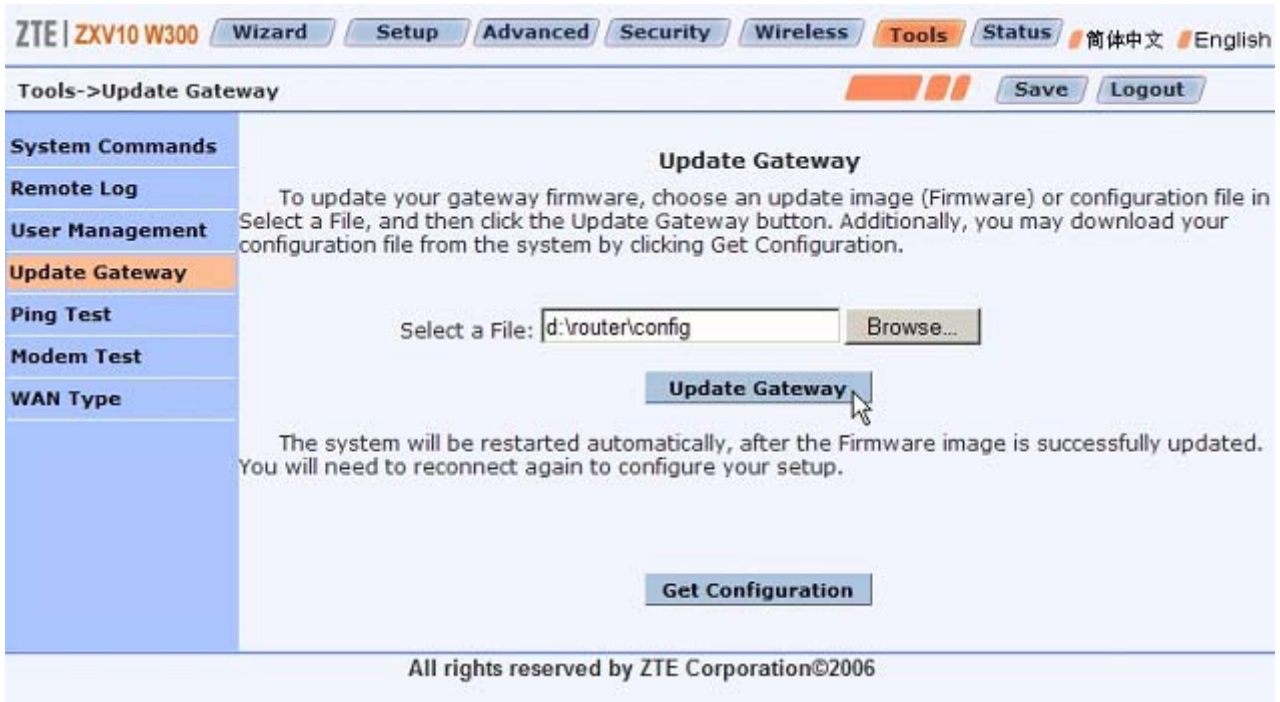 ZTE | ZXV10 W300 Wizard Setup Advanced Security Wireless Tools Status 简体中文 English
Tools->Update Gateway Save Logout
System Commands
Remote Log
User Management
Update Gateway
Ping Test
Modem Test
WAN Type
Update Gateway
To update your gateway firmware, choose an update image (Firmware) or configuration file in
Select a File, and then click the Update Gateway button. Additionally, you may download your
configuration file from the system by clicking Get Configuration.
Select a File: d:\router\config Browse...
Update Gateway
The system will be restarted automatically, after the Firmware image is successfully updated.
You will need to reconnect again to configure your setup.
Get Configuration
All rights reserved by ZTE Corporation©2006